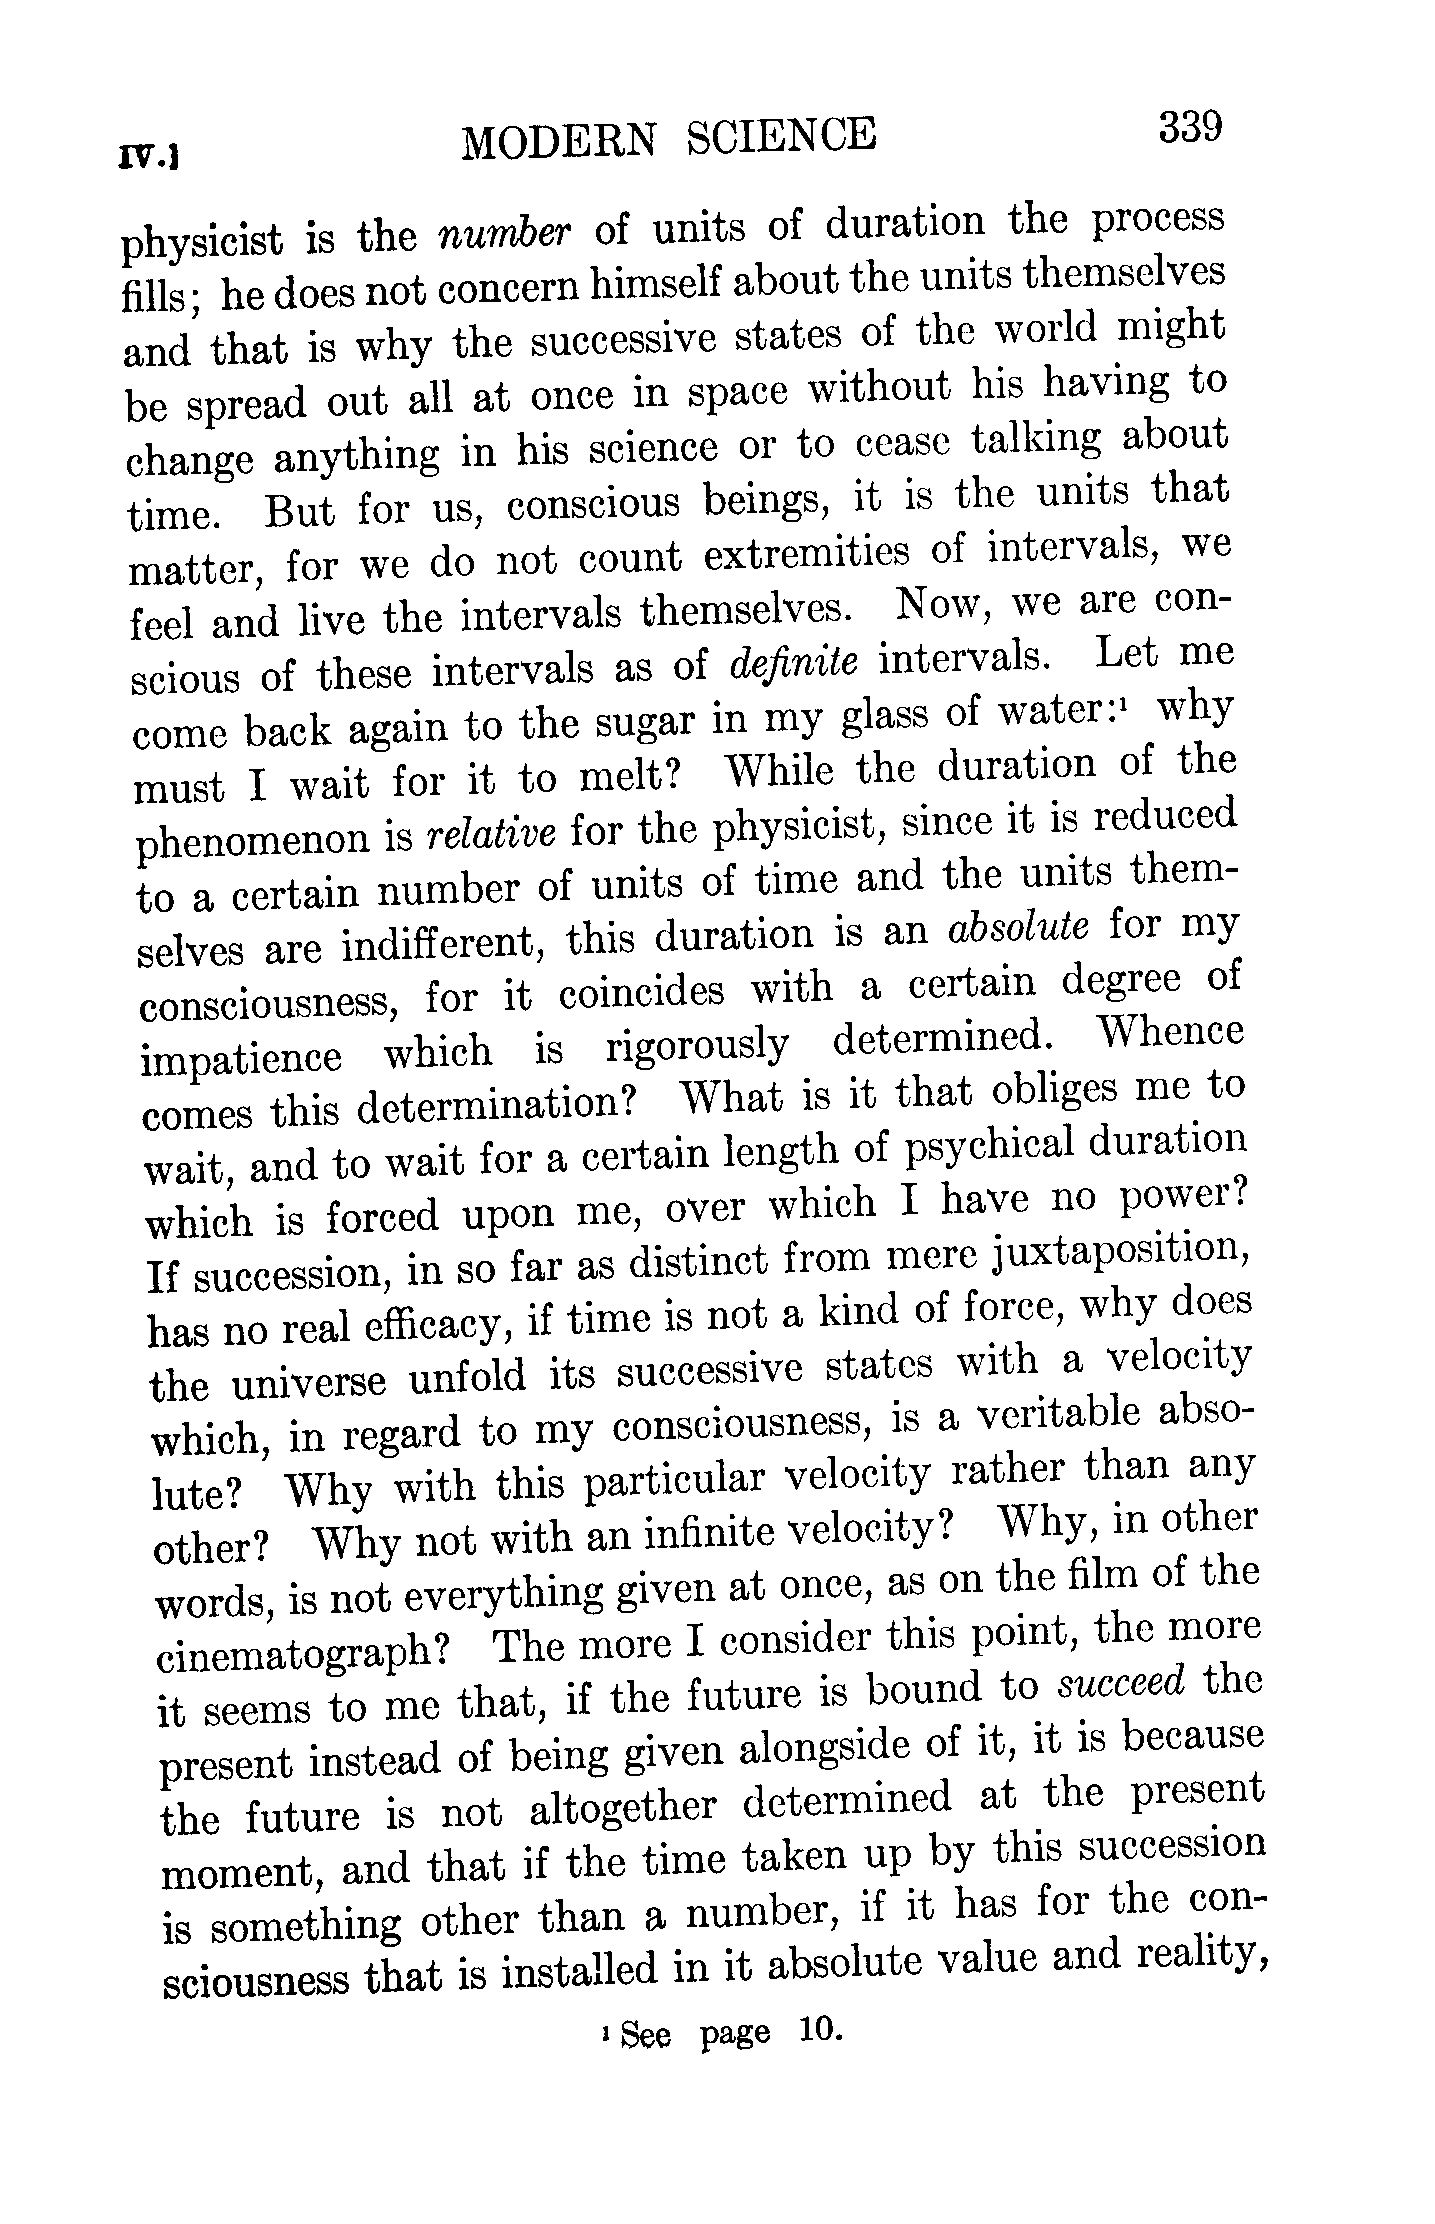 IV.] MODERN SCIENCE 339
physicist is the number of units of duration the process
fills; he does not concern himself about the units themselves
and that is why the successive states of the world might
be spread out all at once in space without his having to
change anything in his science or to cease talking about
time. But for us, conscious beings, it is the units that
matter, for we do not count extremities of intervals, we
feel and live the intervals themselves. Now, we are con-
scious of these intervals as of definite intervals. Let me
come back again to the sugar in my glass of water:¹ why
must I wait for it to melt? While the duration of the
phenomenon is relative for the physicist, since it is reduced
to a certain number of units of time and the units them-
selves are indifferent, this duration is an absolute for my
consciousness, for it coincides with a certain degree of
impatience which is rigorously determined. Whence
comes this determination? What is it that obliges me to
wait, and to wait for a certain length of psychical duration
which is forced upon me, over which I have no power?
If succession, in so far as distinct from mere juxtaposition,
has no real efficacy, if time is not a kind of force, why does
the universe unfold its successive states with a velocity
which, in regard to my consciousness, is a veritable abso-
lute? Why with this particular velocity rather than any
other? Why not with an infinite velocity? Why, in other
words, is not everything given at once, as on the film of the
cinematograph? The more I consider this point, the more
it seems to me that, if the future is bound to succeed the
present instead of being given alongside of it, it is because
the future is not altogether determined at the present
moment, and that if the time taken up by this succession
is something other than a number, if it has for the con-
sciousness that is installed in it absolute value and reality,
¹ See page 10.